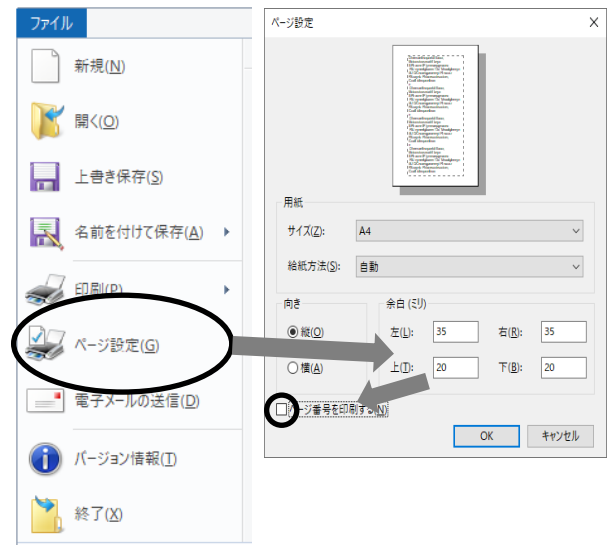 ファイル
新規(N)
開く(O)
上書き保存(S)
名前を付けて保存(A)
印刷(P)
ページ設定(G)
電子メールの送信(D)
バージョン情報(T)
終了(X)
ページ設定
用紙
サイズ(Z): A4
給紙方法(S): 自動
向き
縦(O)
横(A)
余白 (ミリ)
左(L): 35 右(R): 35
上(T): 20 下(B): 20
ページ番号を印刷する(N)
OK キャンセル